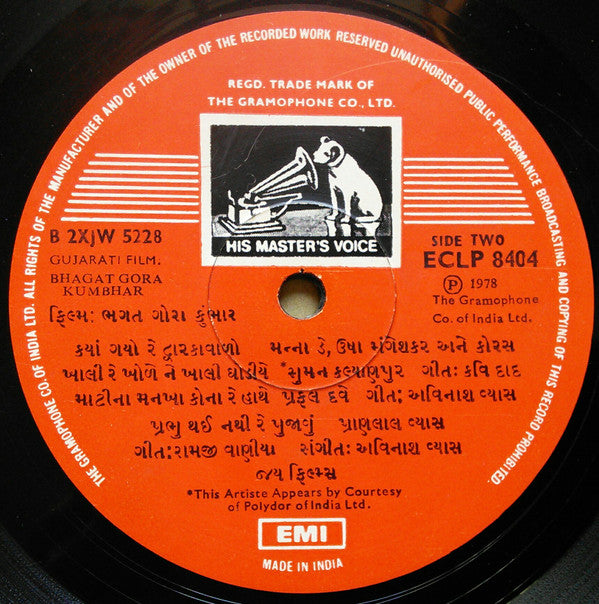 THE GRAMOPHONE CO. OF INDIA LTD. ALL RIGHTS OF THE MANUFACTURER AND OF THE OWNER OF THE RECORDED WORK RESERVED UNAUTHORISED PUBLIC PERFORMANCE BROADCASTING AND COPYING OF THIS RECORD PROHIBITED.
REGD. TRADE MARK OF
THE GRAMOPHONE CO., LTD.
HIS MASTER'S VOICE
B 2XJW 5228
GUJARATI FILM.
BHAGAT GORA
KUMBHAR
SIDE TWO
ECLP 8404
Ⓟ 1978
The Gramophone
Co. of India Ltd.
ફિલ્મ: ભગત ગોરા કુંભાર
કયાં ગયો રે દ્વારકાવાળો મન્ના ડે, ઉષા મંગેશકર અને કોરસ
ખાલી રે ખોળે ને ખાલી ઘોડીયે *સુમન કલ્યાણપુર ગીત: કવિ દાદ
માટીના મનખા કોના રે હાથે પ્રફુલ દવે ગીત: અવિનાશ વ્યાસ
પ્રભુ થઈ નથી રે પુજાવું પ્રાણલાલ વ્યાસ
ગીત: રામજી વાણીયા સંગીત: અવિનાશ વ્યાસ
જય ફિલ્મ્સ
*This Artiste Appears by Courtesy
of Polydor of India Ltd.
EMI
MADE IN INDIA